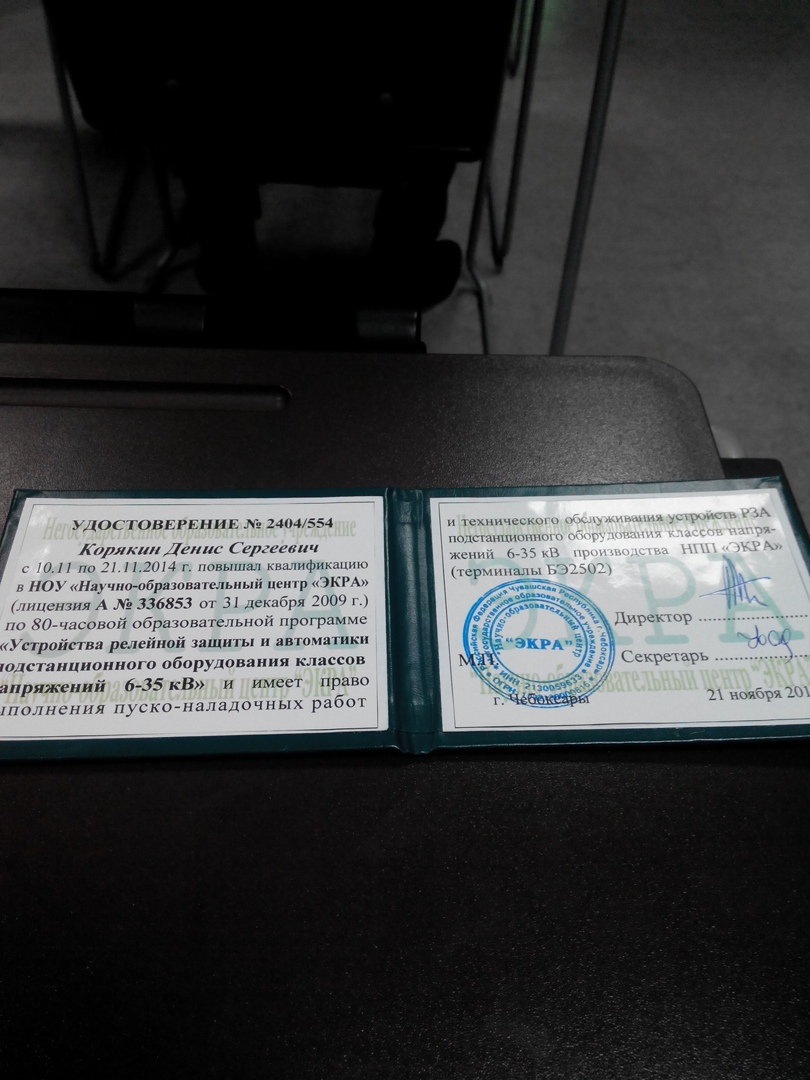 УДОСТОВЕРЕНИЕ № 2404/554
Корякин Денис Сергеевич
с 10.11 по 21.11.2014 г. повышал квалификацию
в НОУ «Научно-образовательный центр «ЭКРА»
(лицензия А № 336853 от 31 декабря 2009 г.)
по 80-часовой образовательной программе
«Устройства релейной защиты и автоматики
подстанционного оборудования классов
апряжений 6-35 кВ» и имеет право
ыполнения пуско-наладочных работ
и технического обслуживания устройств РЗА
подстанционного оборудования классов напря-
жений 6-35 кВ производства НПП «ЭКРА»
(терминалы БЭ2502)
Директор
"ЭКРА"
М.П.
Секретарь
г. Чебоксары
21 ноября 201